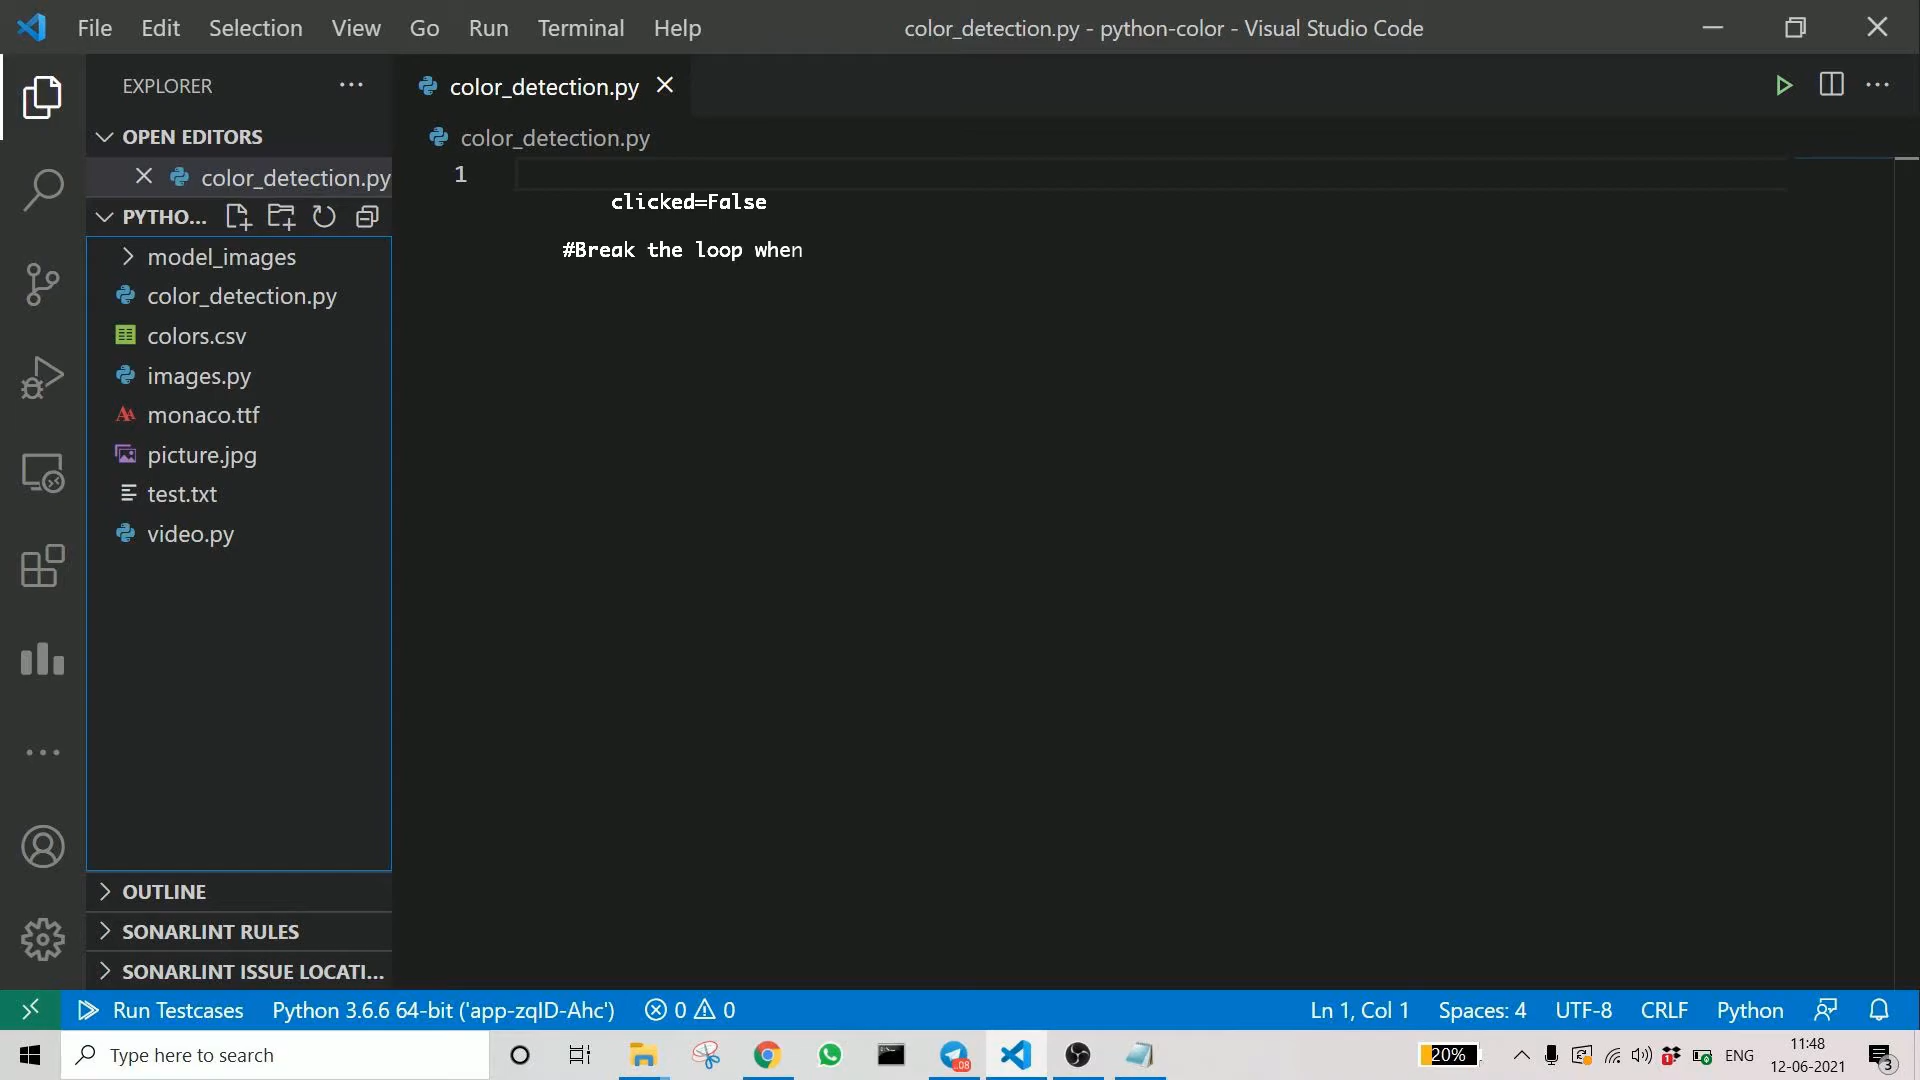 File Edit Selection View Go Run Terminal Help color_detection.py - python-color - Visual Studio Code
EXPLORER
color_detection.py
OPEN EDITORS
color_detection.py
color_detection.py
1
PYTHO...
clicked=False
#Break the loop when
model_images
color_detection.py
colors.csv
images.py
monaco.ttf
picture.jpg
test.txt
video.py
OUTLINE
SONARLINT RULES
SONARLINT ISSUE LOCATI...
Run Testcases Python 3.6.6 64-bit ('app-zqID-Ahc') 0 0 Ln 1, Col 1 Spaces: 4 UTF-8 CRLF Python
Type here to search
20%
ENG
11:48
12-06-2021
3